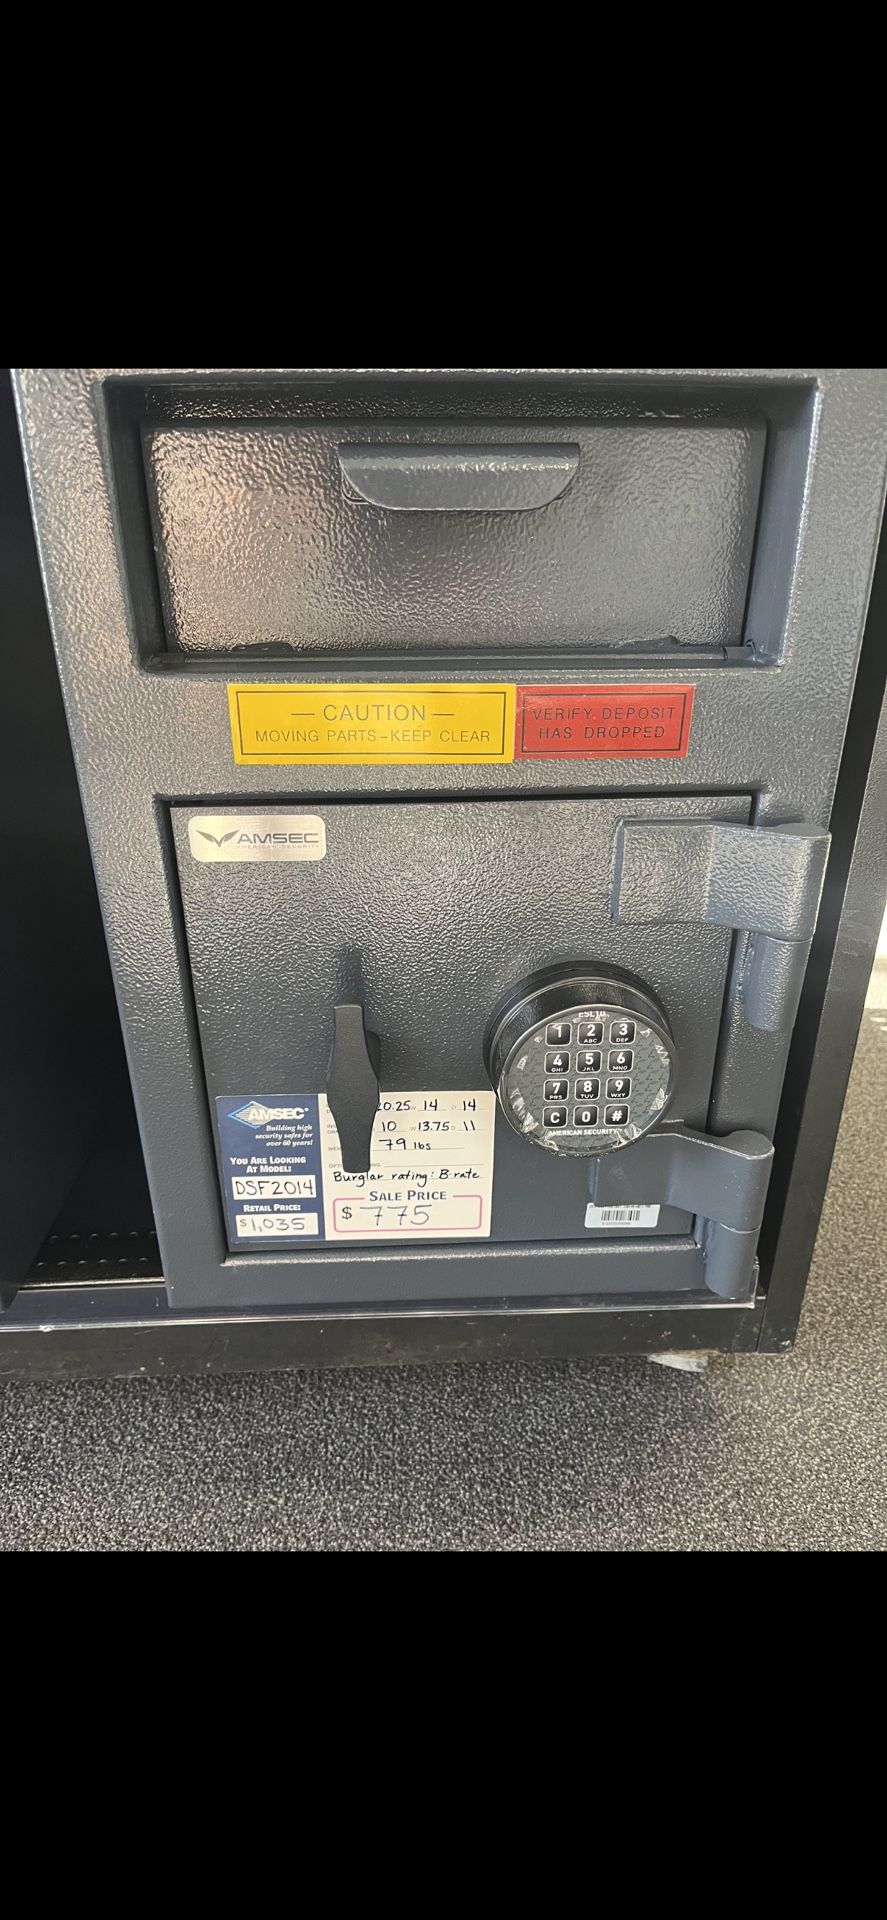 — CAUTION —
MOVING PARTS – KEEP CLEAR
VERIFY DEPOSIT
HAS DROPPED
AMSEC
AMERICAN SECURITY
ESL10
1 2 ABC 3 DEF
4 GHI 5 JKL 6 MNO
7 PRS 8 TUV 9 WXY
C 0 #
AMERICAN SECURITY
AMSEC®
Building high
security safes for
over 60 years!
YOU ARE LOOKING
AT MODEL:
DSF2014
RETAIL PRICE:
$1,035
20.25 W 14 D 14
10 W 13.75 D 11
79 lbs
Burglar rating: B-rate
SALE PRICE
$ 775